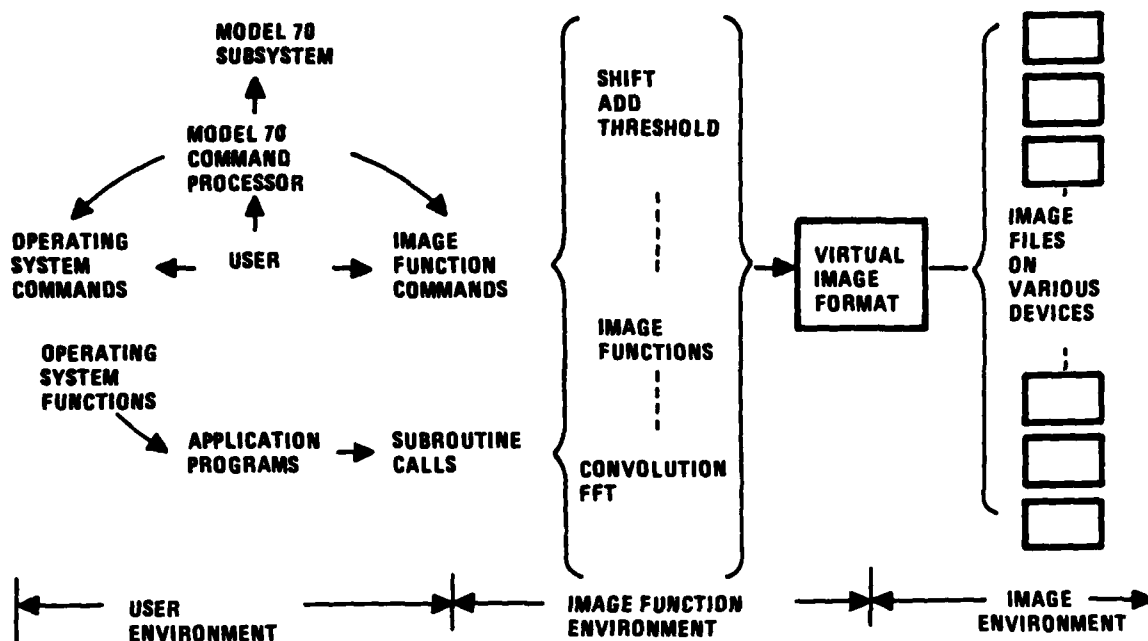 MODEL 70
SUBSYSTEM
MODEL 70
COMMAND
PROCESSOR
OPERATING
SYSTEM
COMMANDS
USER
IMAGE
FUNCTION
COMMANDS
OPERATING
SYSTEM
FUNCTIONS
APPLICATION
PROGRAMS
SUBROUTINE
CALLS
SHIFT
ADD
THRESHOLD
IMAGE
FUNCTIONS
CONVOLUTION
FFT
VIRTUAL
IMAGE
FORMAT
IMAGE
FILES
ON
VARIOUS
DEVICES
USER
ENVIRONMENT
IMAGE FUNCTION
ENVIRONMENT
IMAGE
ENVIRONMENT